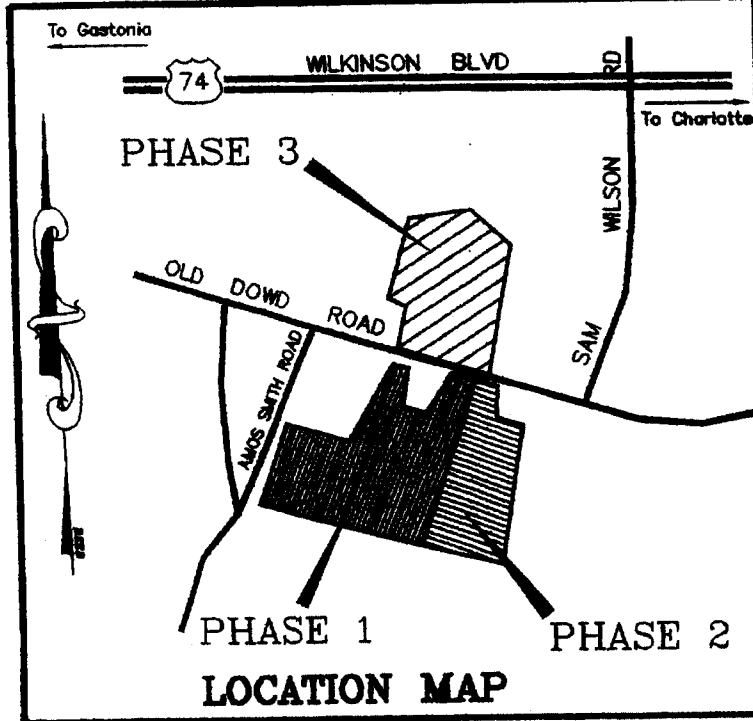 To Gastonia
74
WILKINSON BLVD
To Charlotte
PHASE 3
SAM WILSON RD
OLD DOWD ROAD
AMOS SMITH ROAD
PHASE 1
PHASE 2
LOCATION MAP